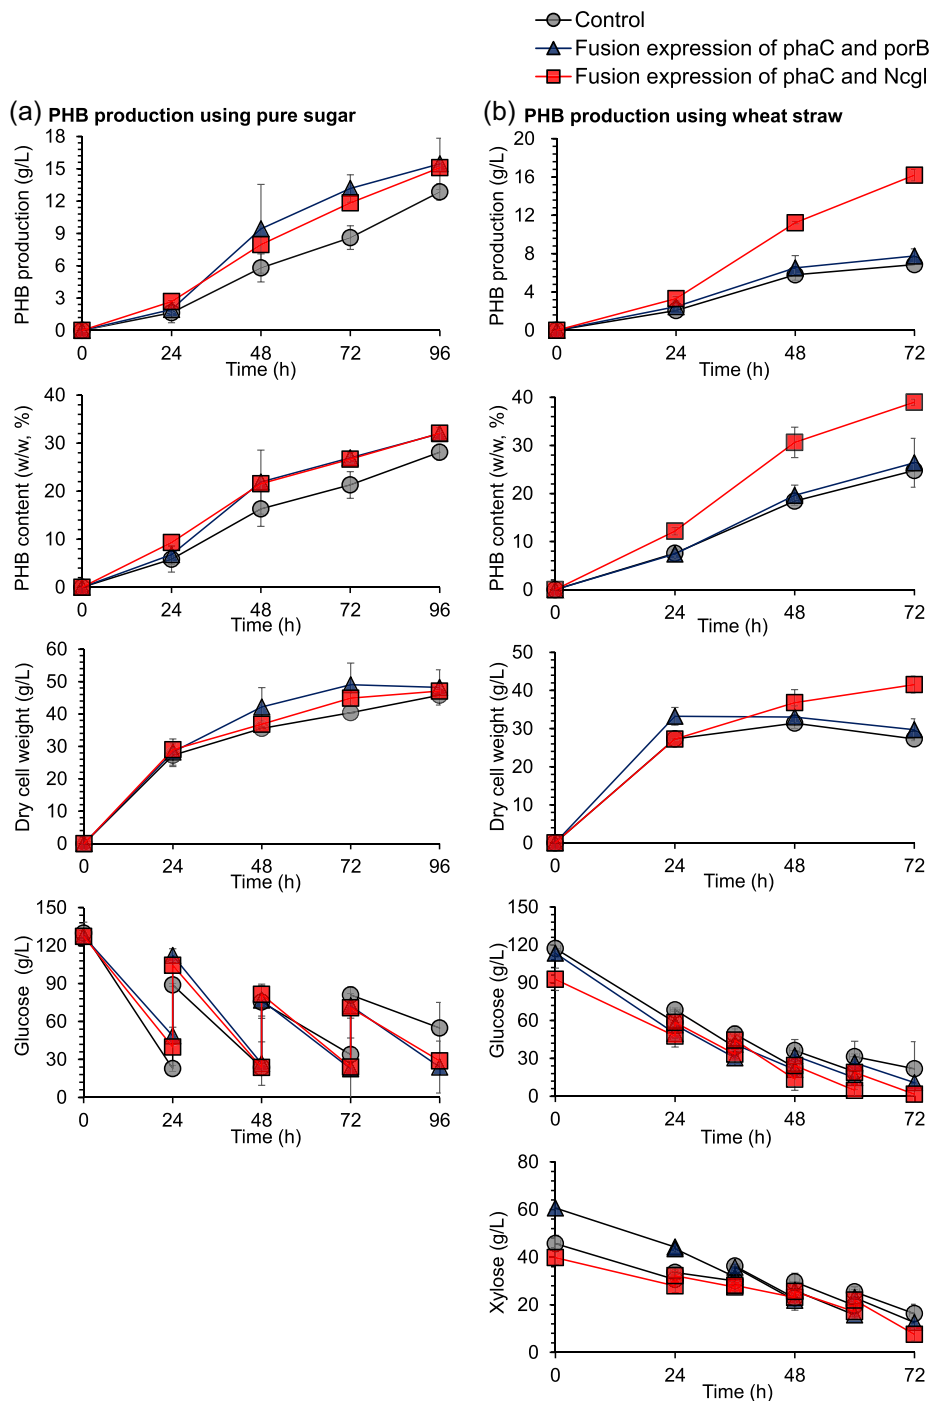 Control
Fusion expression of phaC and porB
Fusion expression of phaC and Ncgl
(a) PHB production using pure sugar
PHB production (g/L)
18
15
12
9
6
3
0
0 24 48 72 96
Time (h)
PHB content (w/w, %)
40
30
20
10
0
0 24 48 72 96
Time (h)
Dry cell weight (g/L)
60
50
40
30
20
10
0
0 24 48 72 96
Time (h)
Glucose (g/L)
150
120
90
60
30
0
0 24 48 72 96
Time (h)
(b) PHB production using wheat straw
PHB production (g/L)
20
16
12
8
4
0
0 24 48 72
Time (h)
PHB content (w/w, %)
40
30
20
10
0
0 24 48 72
Time (h)
Dry cell weight (g/L)
50
40
30
20
10
0
0 24 48 72
Time (h)
Glucose (g/L)
150
120
90
60
30
0
0 24 48 72
Time (h)
Xylose (g/L)
80
60
40
20
0
0 24 48 72
Time (h)